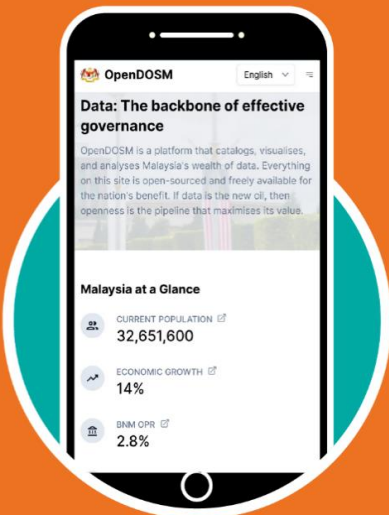 OpenDOSM
English
Data: The backbone of effective
governance
OpenDOSM is a platform that catalogs, visualises,
and analyses Malaysia's wealth of data. Everything
on this site is open-sourced and freely available for
the nation's benefit. If data is the new oil, then
openness is the pipeline that maximises its value.
Malaysia at a Glance
CURRENT POPULATION
32,651,600
ECONOMIC GROWTH
14%
BNM OPR
2.8%